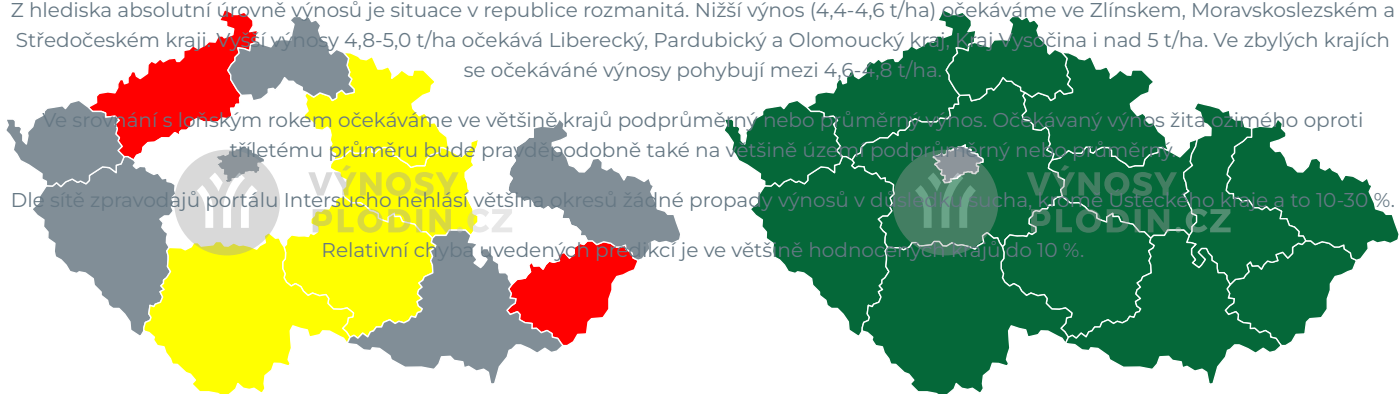 Z hlediska absolutní úrovně výnosů je situace v republice rozmanitá. Nižší výnos (4,4-4,6 t/ha) očekáváme ve Zlínském, Moravskoslezském a
Středočeském kraji. Vyšší výnosy 4,8-5,0 t/ha očekává Liberecký, Pardubický a Olomoucký kraj, Kraj Vysočina i nad 5 t/ha. Ve zbylých krajích
se očekáváné výnosy pohybují mezi 4,6-4,8 t/ha.
Ve srovnání s loňským rokem očekáváme ve většině krajů podprůměrný nebo průměrný výnos. Očekávaný výnos žita ozimého oproti
tříletému průměru bude pravděpodobně také na většině území podprůměrný nebo průměrný.
VÝNOSY
PLODIN.CZ
VÝNOSY
PLODIN.CZ
Dle sítě zpravodajů portálu Intersucho nehlásí většina okresů žádné propady výnosů v důsledku sucha, kromě Ústeckého kraje a to 10-30 %.
Relativní chyba uvedených predikcí je ve většině hodnocených krajů do 10 %.